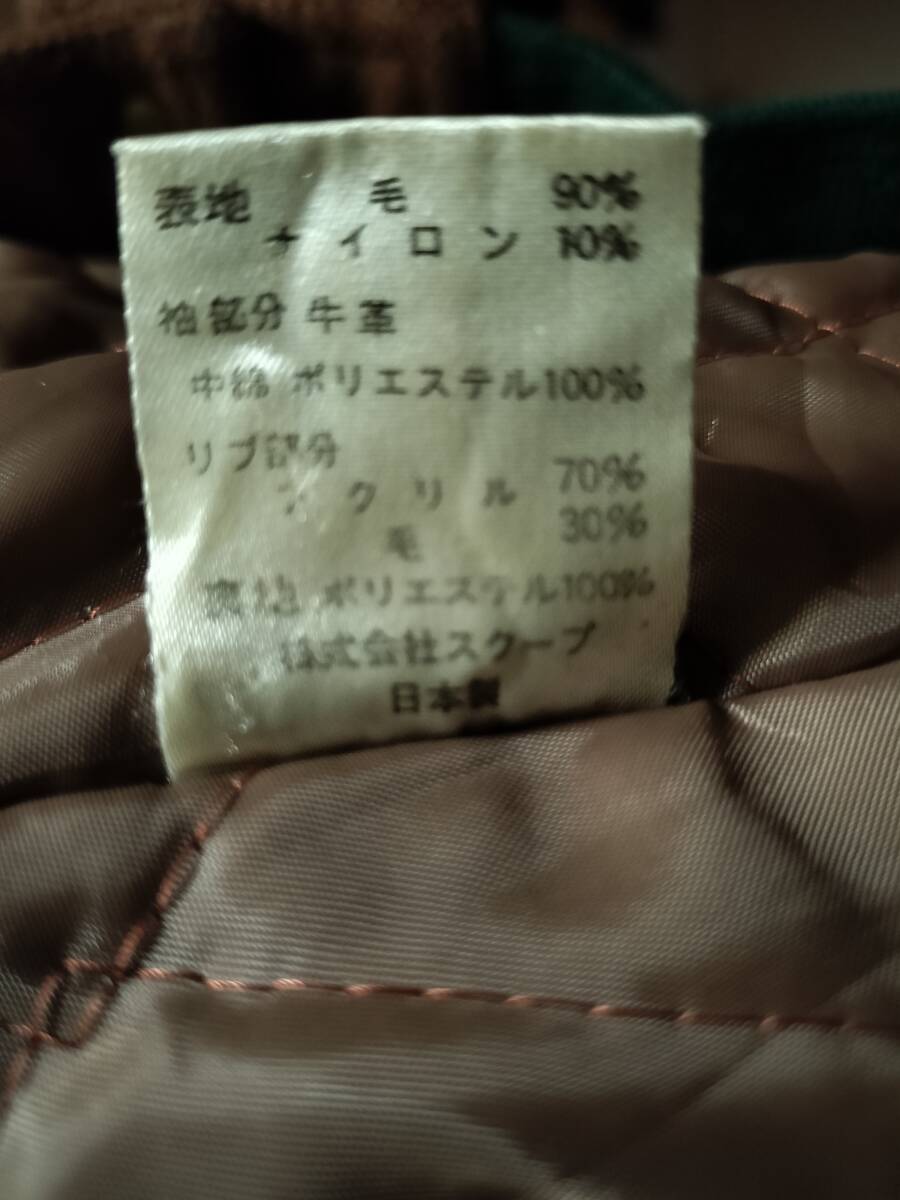 表地 毛 90%
ナイロン 10%
袖部分 牛革
中綿 ポリエステル100%
リブ部分
アクリル 70%
毛 30%
裏地 ポリエステル100%
株式会社スクープ
日本製